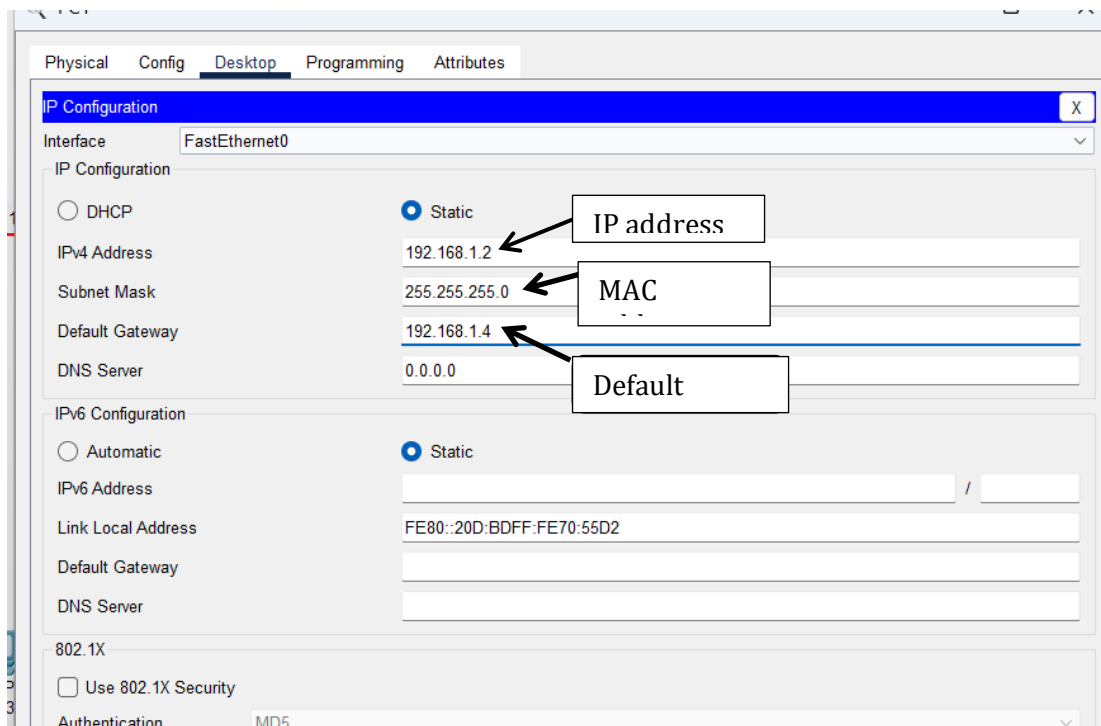 Physical Config Desktop Programming Attributes
IP Configuration X
Interface FastEthernet0
IP Configuration
DHCP Static
IP address
IPv4 Address 192.168.1.2
Subnet Mask 255.255.255.0
MAC
Default Gateway 192.168.1.4
DNS Server 0.0.0.0
Default
IPv6 Configuration
Automatic Static
IPv6 Address /
Link Local Address FE80::20D:BDFF:FE70:55D2
Default Gateway
DNS Server
802.1X
Use 802.1X Security
Authentication MD5